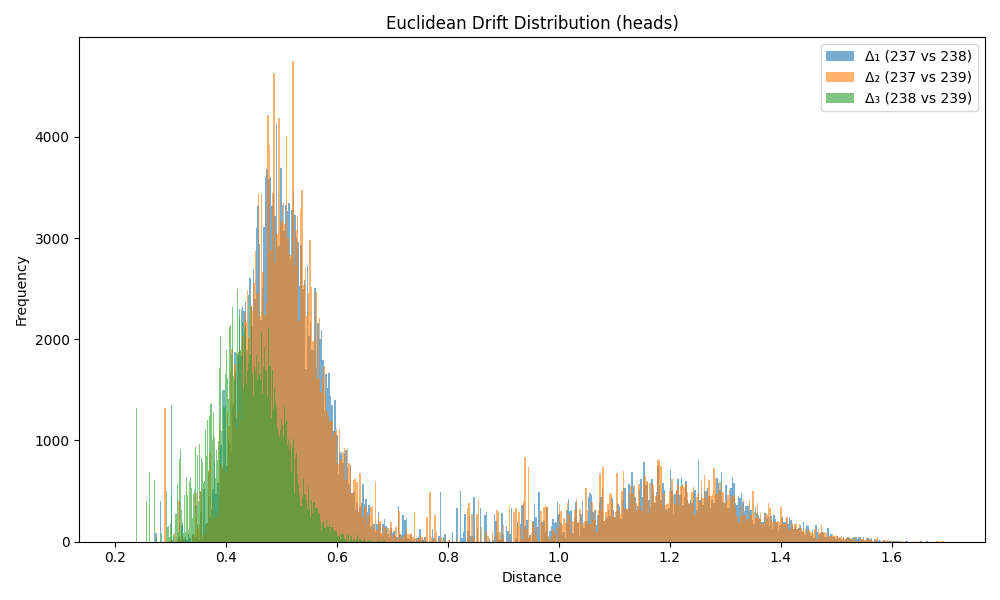 Euclidean Drift Distribution (heads)
Δ₁ (237 vs 238)
Δ₂ (237 vs 239)
Δ₃ (238 vs 239)
Frequency
4000
3000
2000
1000
0
0.2 0.4 0.6 0.8 1.0 1.2 1.4 1.6
Distance